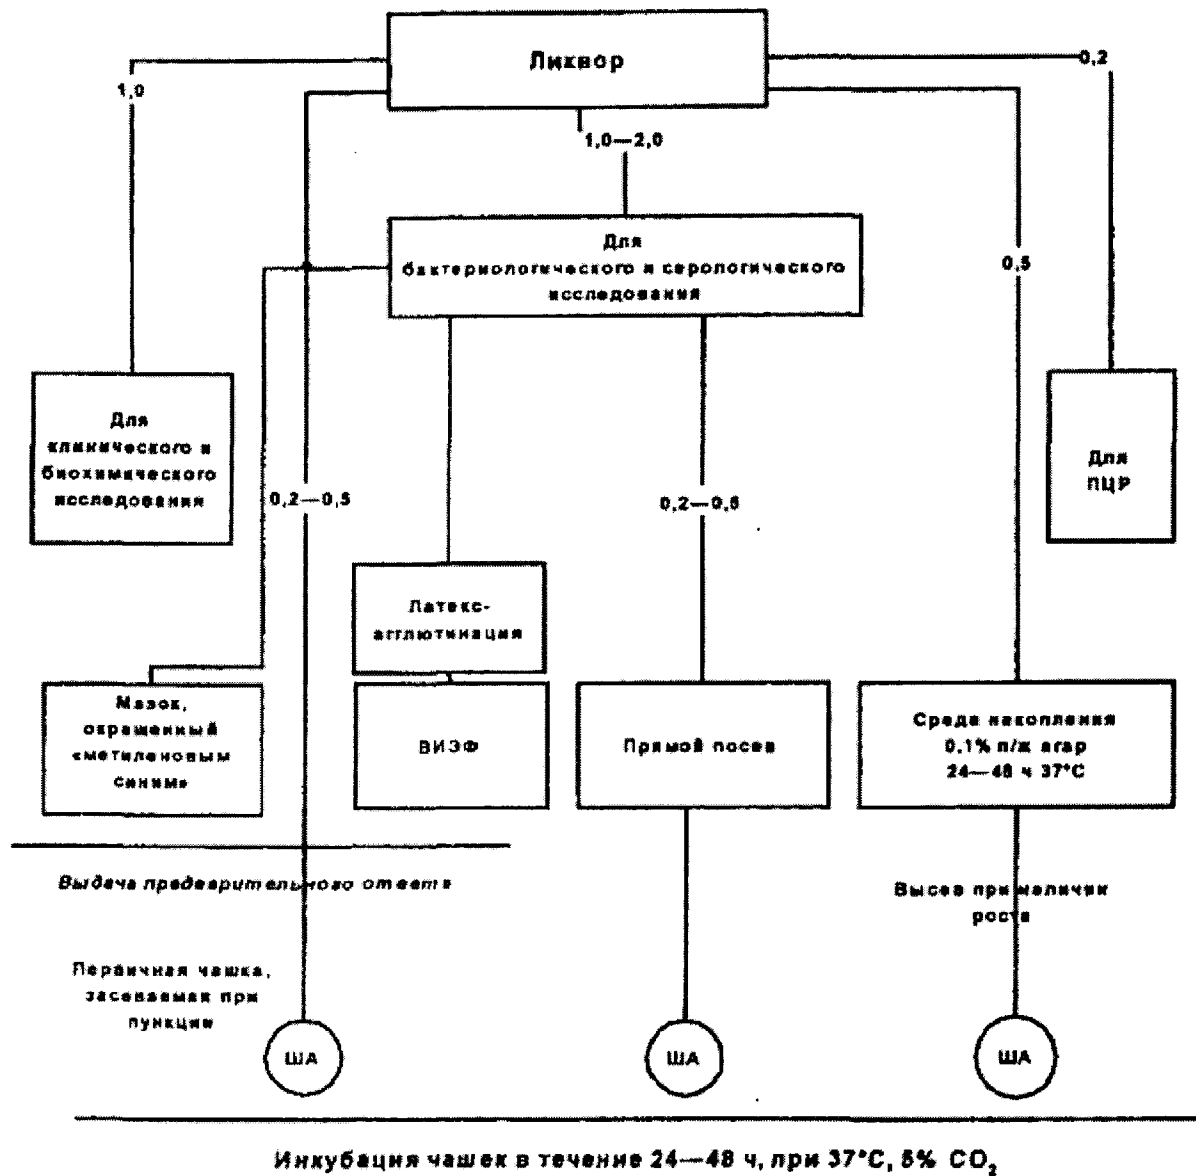 Ликвор
0,2
1,0
1,0—2,0
Для
бактериологического и серологического
исследования
0,5
Для
клинического и
биохимического
исследования
Для
ПЦР
0,2—0,5
0,2—0,5
Латекс-
агглютинация
Мазок,
окрашенный
«метиленовым
синим»
ВИЭФ
Прямой посев
Среда накопления
0,1% п/ж агар
24—48 ч 37°С
Выдача предварительного ответа
Высев при наличии
роста
Первичная чашка,
засеваемая при
пункции
ША
ША
ША
Инкубация чашек в течение 24—48 ч, при 37°С, 5% CO₂